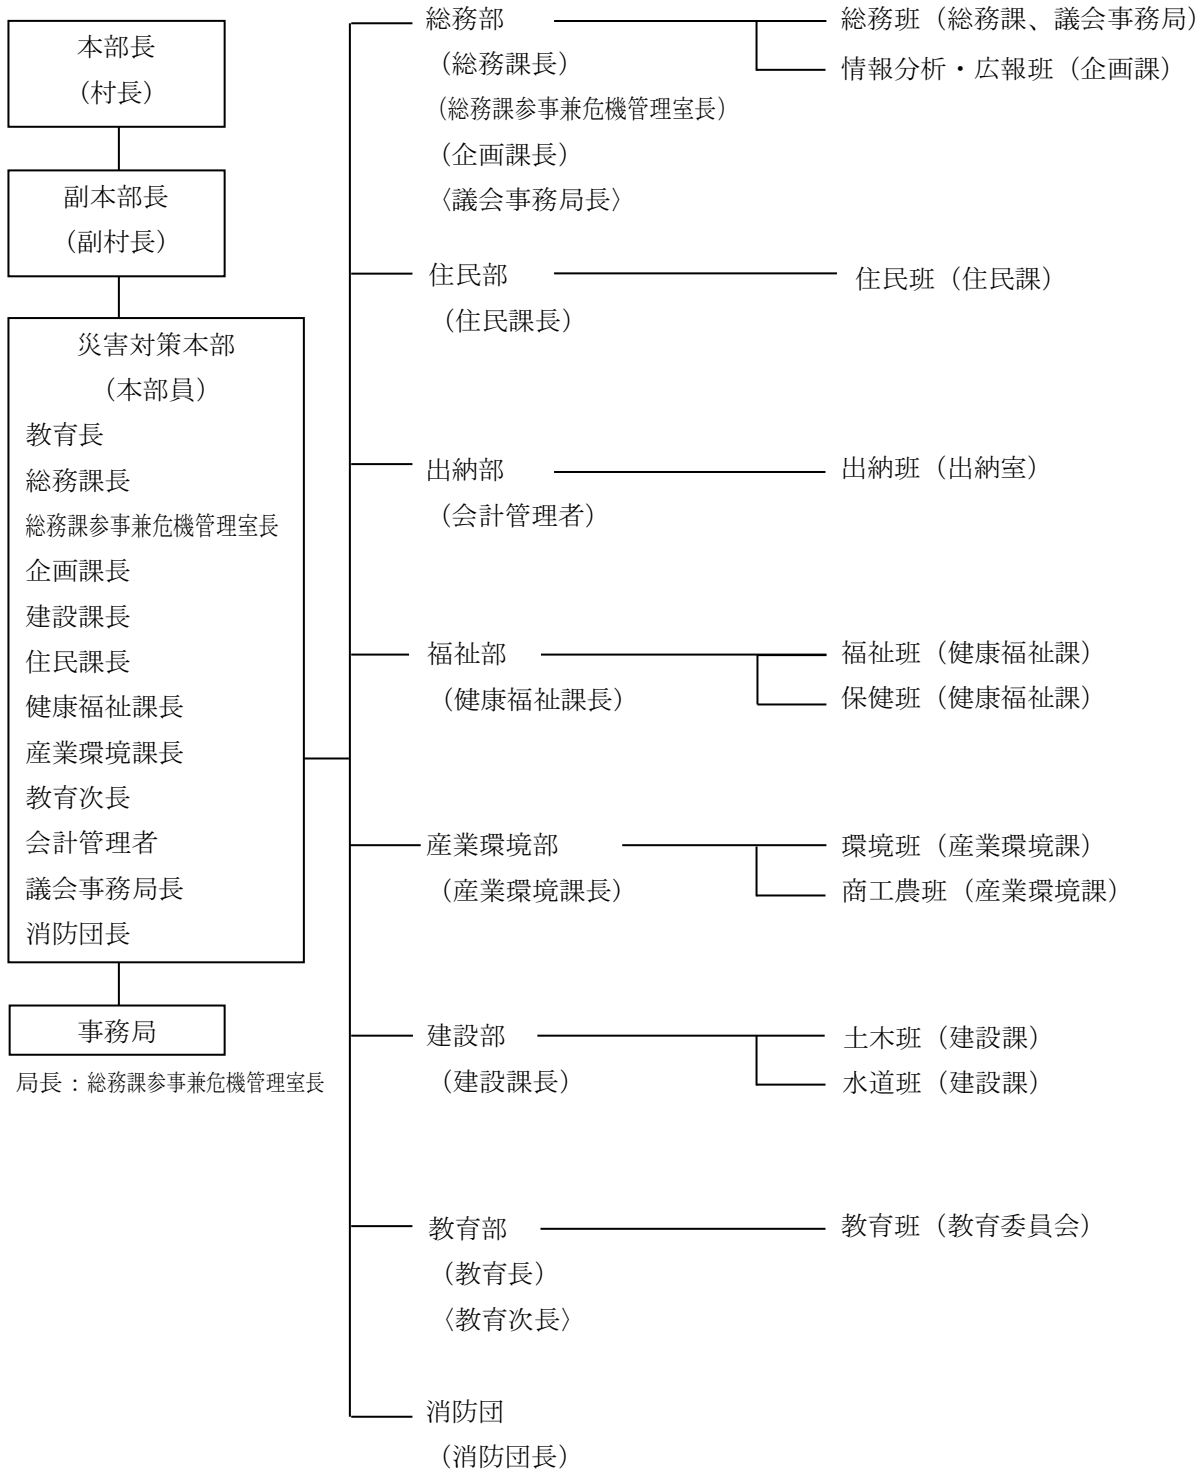 本部長
（村長）
副本部長
（副村長）
災害対策本部
（本部員）
教育長
総務課長
総務課参事兼危機管理室長
企画課長
建設課長
住民課長
健康福祉課長
産業環境課長
教育次長
会計管理者
議会事務局長
消防団長
事務局
局長：総務課参事兼危機管理室長
総務部
（総務課長）
（総務課参事兼危機管理室長）
（企画課長）
〈議会事務局長〉
総務班（総務課、議会事務局）
情報分析・広報班（企画課）
住民部
（住民課長）
住民班（住民課）
出納部
（会計管理者）
出納班（出納室）
福祉部
（健康福祉課長）
福祉班（健康福祉課）
保健班（健康福祉課）
産業環境部
（産業環境課長）
環境班（産業環境課）
商工農班（産業環境課）
建設部
（建設課長）
土木班（建設課）
水道班（建設課）
教育部
（教育長）
〈教育次長〉
教育班（教育委員会）
消防団
（消防団長）